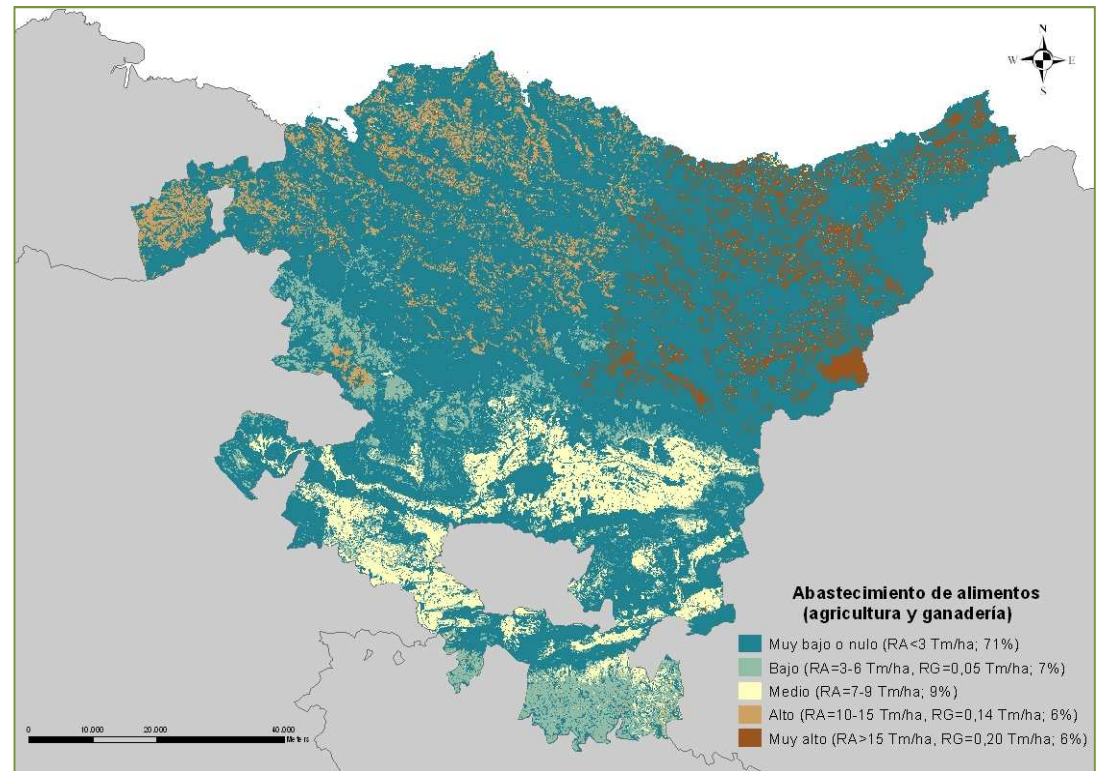 N
W E
S
Abastecimiento de alimentos
(agricultura y ganadería)
Muy bajo o nulo (RA<3 Tm/ha; 71%)
Bajo (RA=3-6 Tm/ha, RG=0,05 Tm/ha; 7%)
Medio (RA=7-9 Tm/ha; 9%)
Alto (RA=10-15 Tm/ha, RG=0,14 Tm/ha; 6%)
Muy alto (RA>15 Tm/ha, RG=0,20 Tm/ha; 6%)
0 10.000 20.000 40.000
Meters